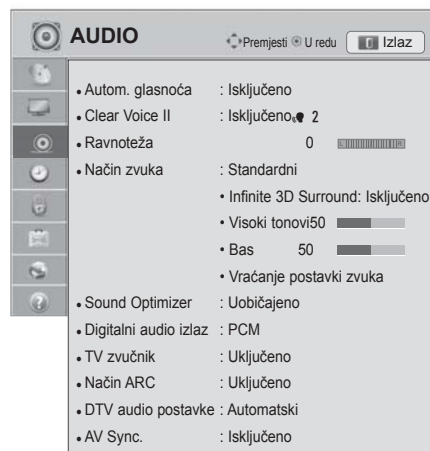 AUDIO Premjesti U redu Izlaz
• Autom. glasnoća : Isključeno
• Clear Voice II : Isključeno 2
• Ravnoteža 0 L R
• Način zvuka : Standardni
• Infinite 3D Surround: Isključeno
• Visoki tonovi50
• Bas 50
• Vraćanje postavki zvuka
• Sound Optimizer : Uobičajeno
• Digitalni audio izlaz : PCM
• TV zvučnik : Uključeno
• Način ARC : Uključeno
• DTV audio postavke : Automatski
• AV Sync. : Isključeno